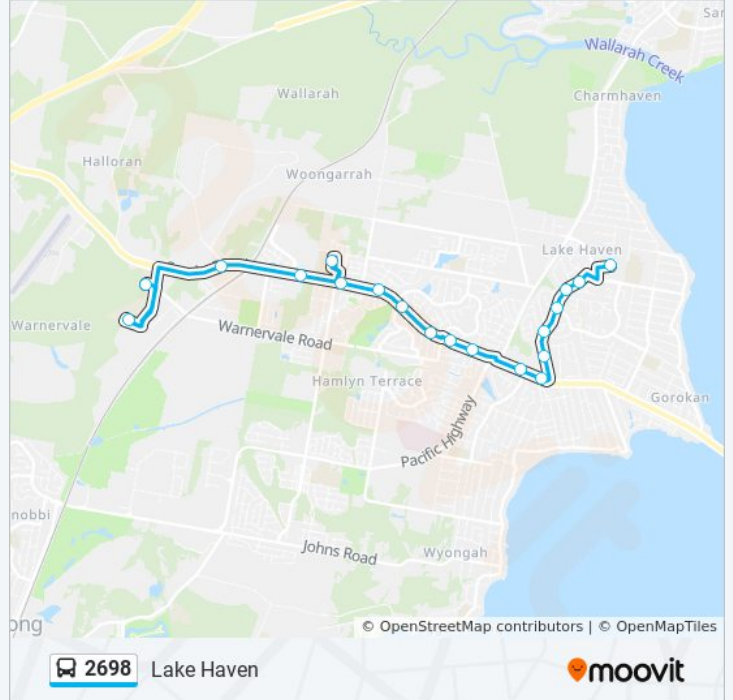 San
Wallarah Creek
Wallarah
Charmhaven
Halloran
Woongarrah
Lake Haven
Warnervale
Warnervale Road
Hamlyn Terrace
Gorokan
Pacific Highway
nobbi
Johns Road
Wyongah
ong
© OpenStreetMap contributors | © OpenMapTiles
2698 Lake Haven
moovit